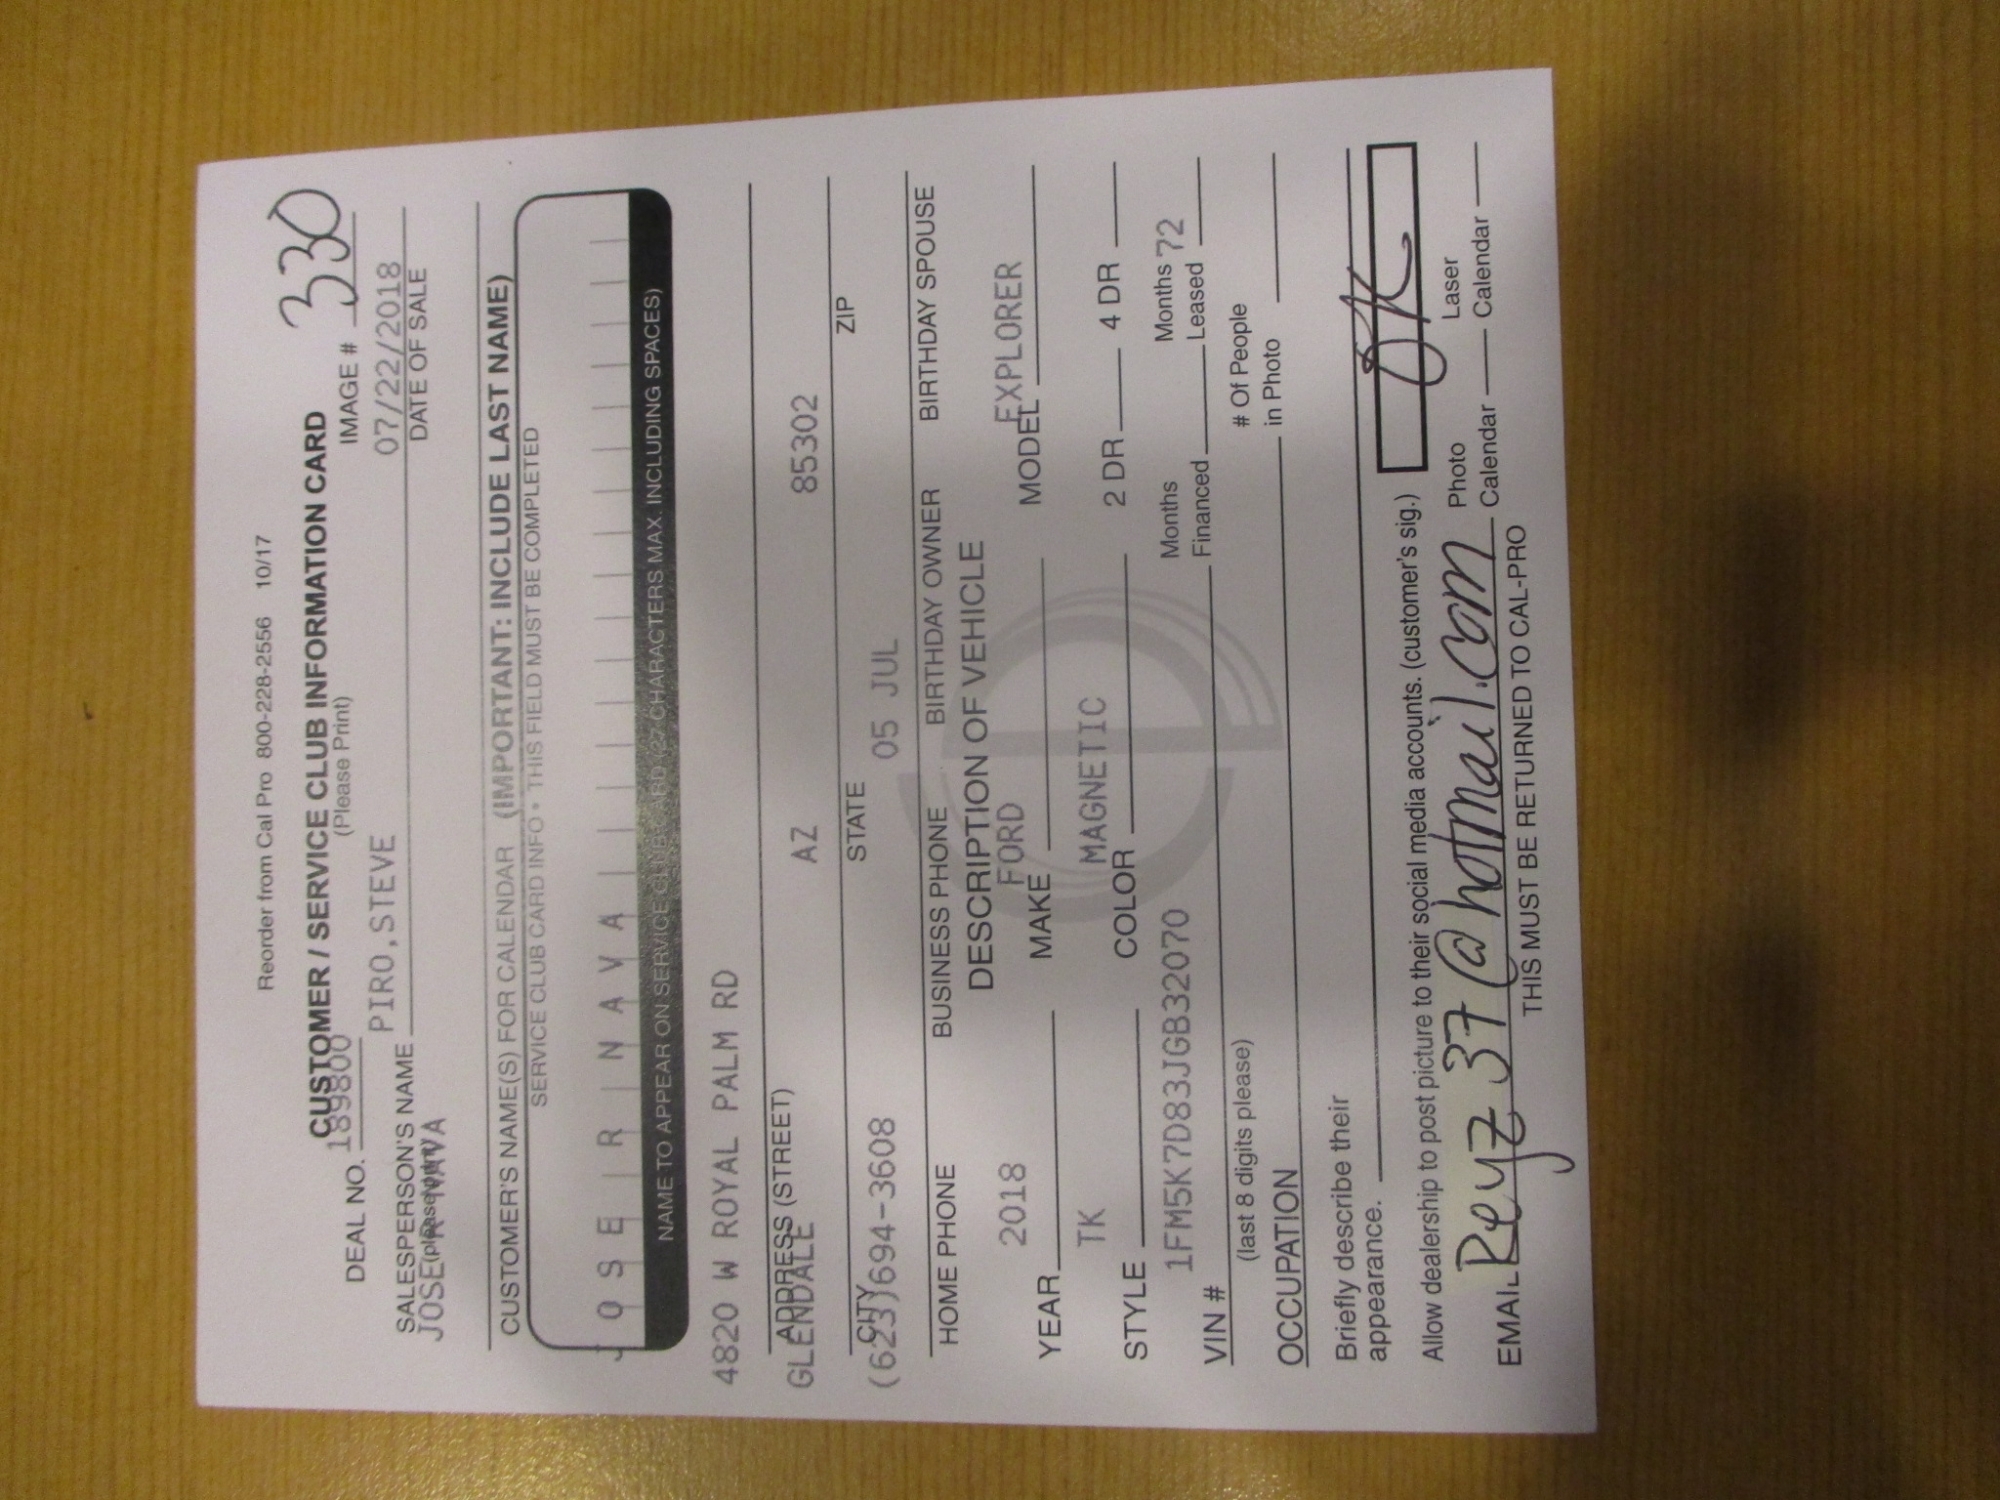 Reorder from Cal Pro 800-228-2556 10/17
CUSTOMER / SERVICE CLUB INFORMATION CARD
(Please Print)
DEAL NO. 189800 IMAGE # 330
PIRO,STEVE 07/22/2018
SALESPERSON'S NAME DATE OF SALE
(please print)
JOSE R NAVA
CUSTOMER'S NAME(S) FOR CALENDAR (IMPORTANT: INCLUDE LAST NAME)
SERVICE CLUB CARD INFO • THIS FIELD MUST BE COMPLETED
J O S E R N A V A
NAME TO APPEAR ON SERVICE CLUB CARD (27 CHARACTERS MAX. INCLUDING SPACES)
4820 W ROYAL PALM RD
ADDRESS (STREET)
GLENDALE AZ 85302
CITY STATE ZIP
(623)694-3608 05 JUL
HOME PHONE BUSINESS PHONE BIRTHDAY OWNER BIRTHDAY SPOUSE
DESCRIPTION OF VEHICLE
YEAR 2018 MAKE FORD MODEL EXPLORER
STYLE TK COLOR MAGNETIC 2 DR 4 DR
VIN # 1FM5K7D83JGB32070 Months Financed Months Leased 72
(last 8 digits please)
OCCUPATION # Of People in Photo
Briefly describe their
appearance.
Allow dealership to post picture to their social media accounts. (customer's sig.)
EMAIL Reyz37@hotmail.com Photo Calendar Laser Calendar
THIS MUST BE RETURNED TO CAL-PRO